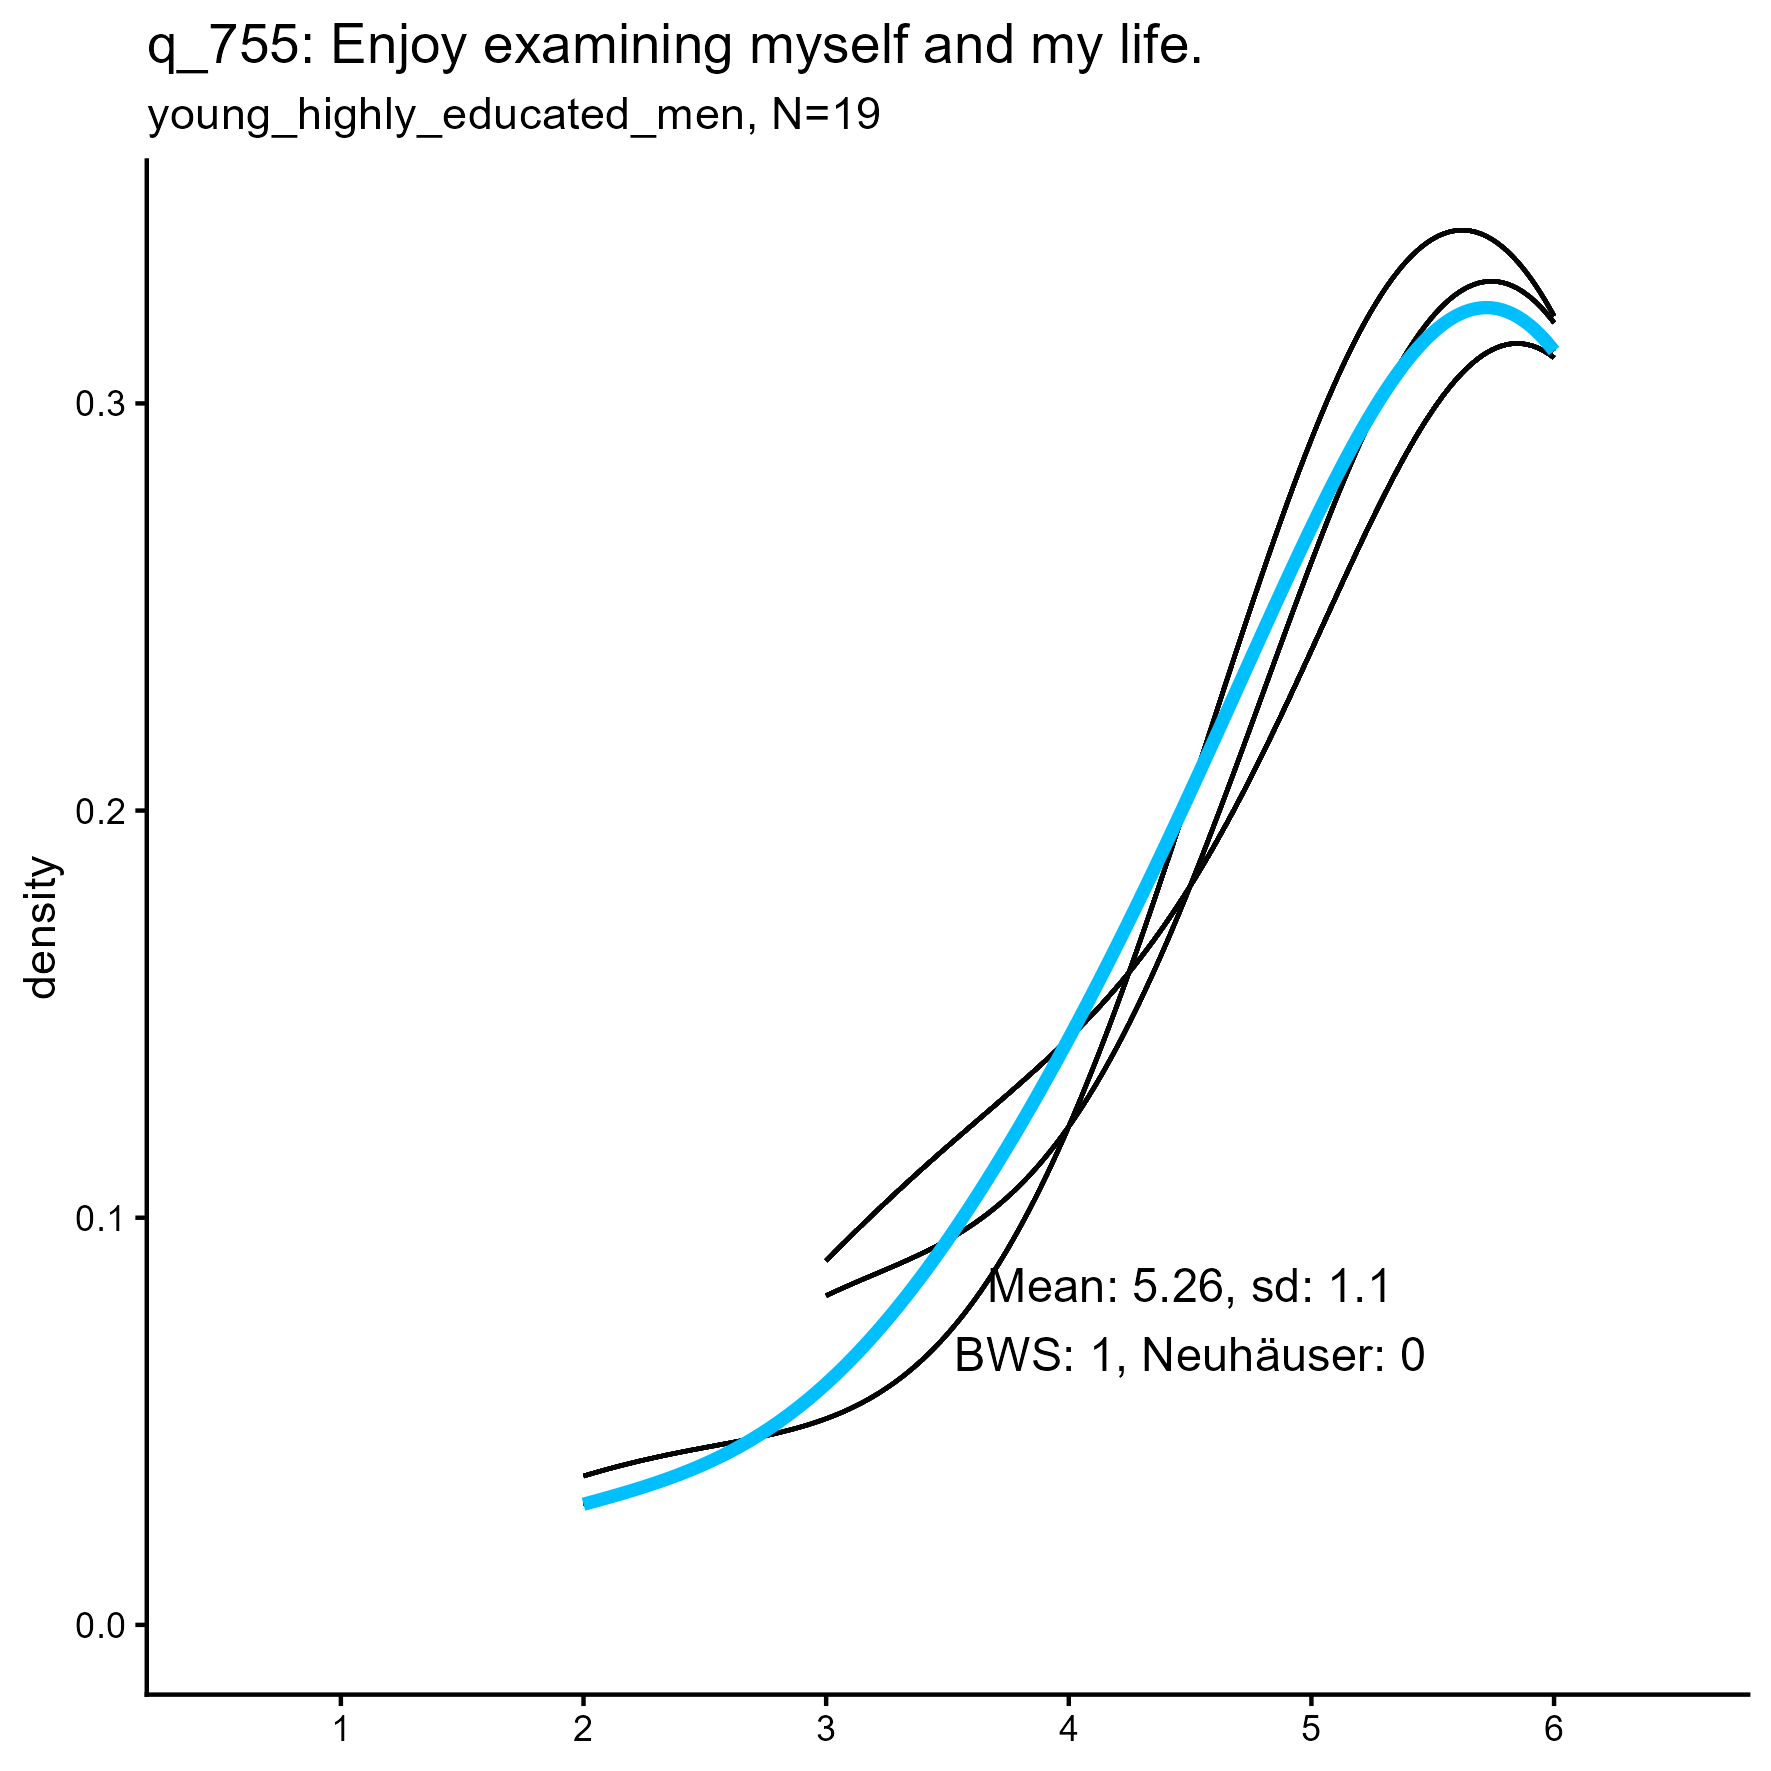 q_755: Enjoy examining myself and my life.
young_highly_educated_men, N=19
density
0.3
0.2
0.1
0.0
Mean: 5.26, sd: 1.1
BWS: 1, Neuhäuser: 0
1 2 3 4 5 6